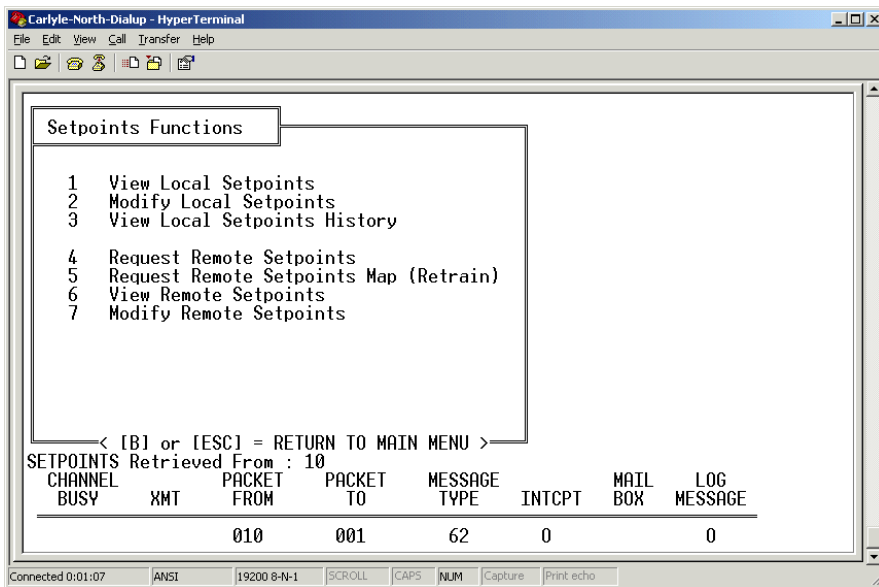 Carlyle-North-Dialup - HyperTerminal
File Edit View Call Transfer Help
Setpoints Functions
1 View Local Setpoints
2 Modify Local Setpoints
3 View Local Setpoints History
4 Request Remote Setpoints
5 Request Remote Setpoints Map (Retrain)
6 View Remote Setpoints
7 Modify Remote Setpoints
< [B] or [ESC] = RETURN TO MAIN MENU >
SETPOINTS Retrieved From : 10
CHANNEL PACKET PACKET MESSAGE MAIL LOG
BUSY XMT FROM TO TYPE INTCPT BOX MESSAGE
010 001 62 0 0
Connected 0:01:07 ANSI 19200 8-N-1 SCROLL CAPS NUM Capture Print echo